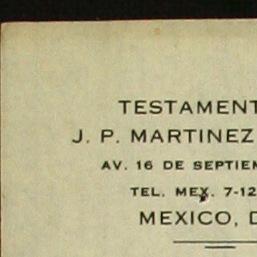 TESTAMENT
J. P. MARTINEZ
AV. 16 DE SEPTIEM
TEL. MEX. 7-12
MEXICO, D